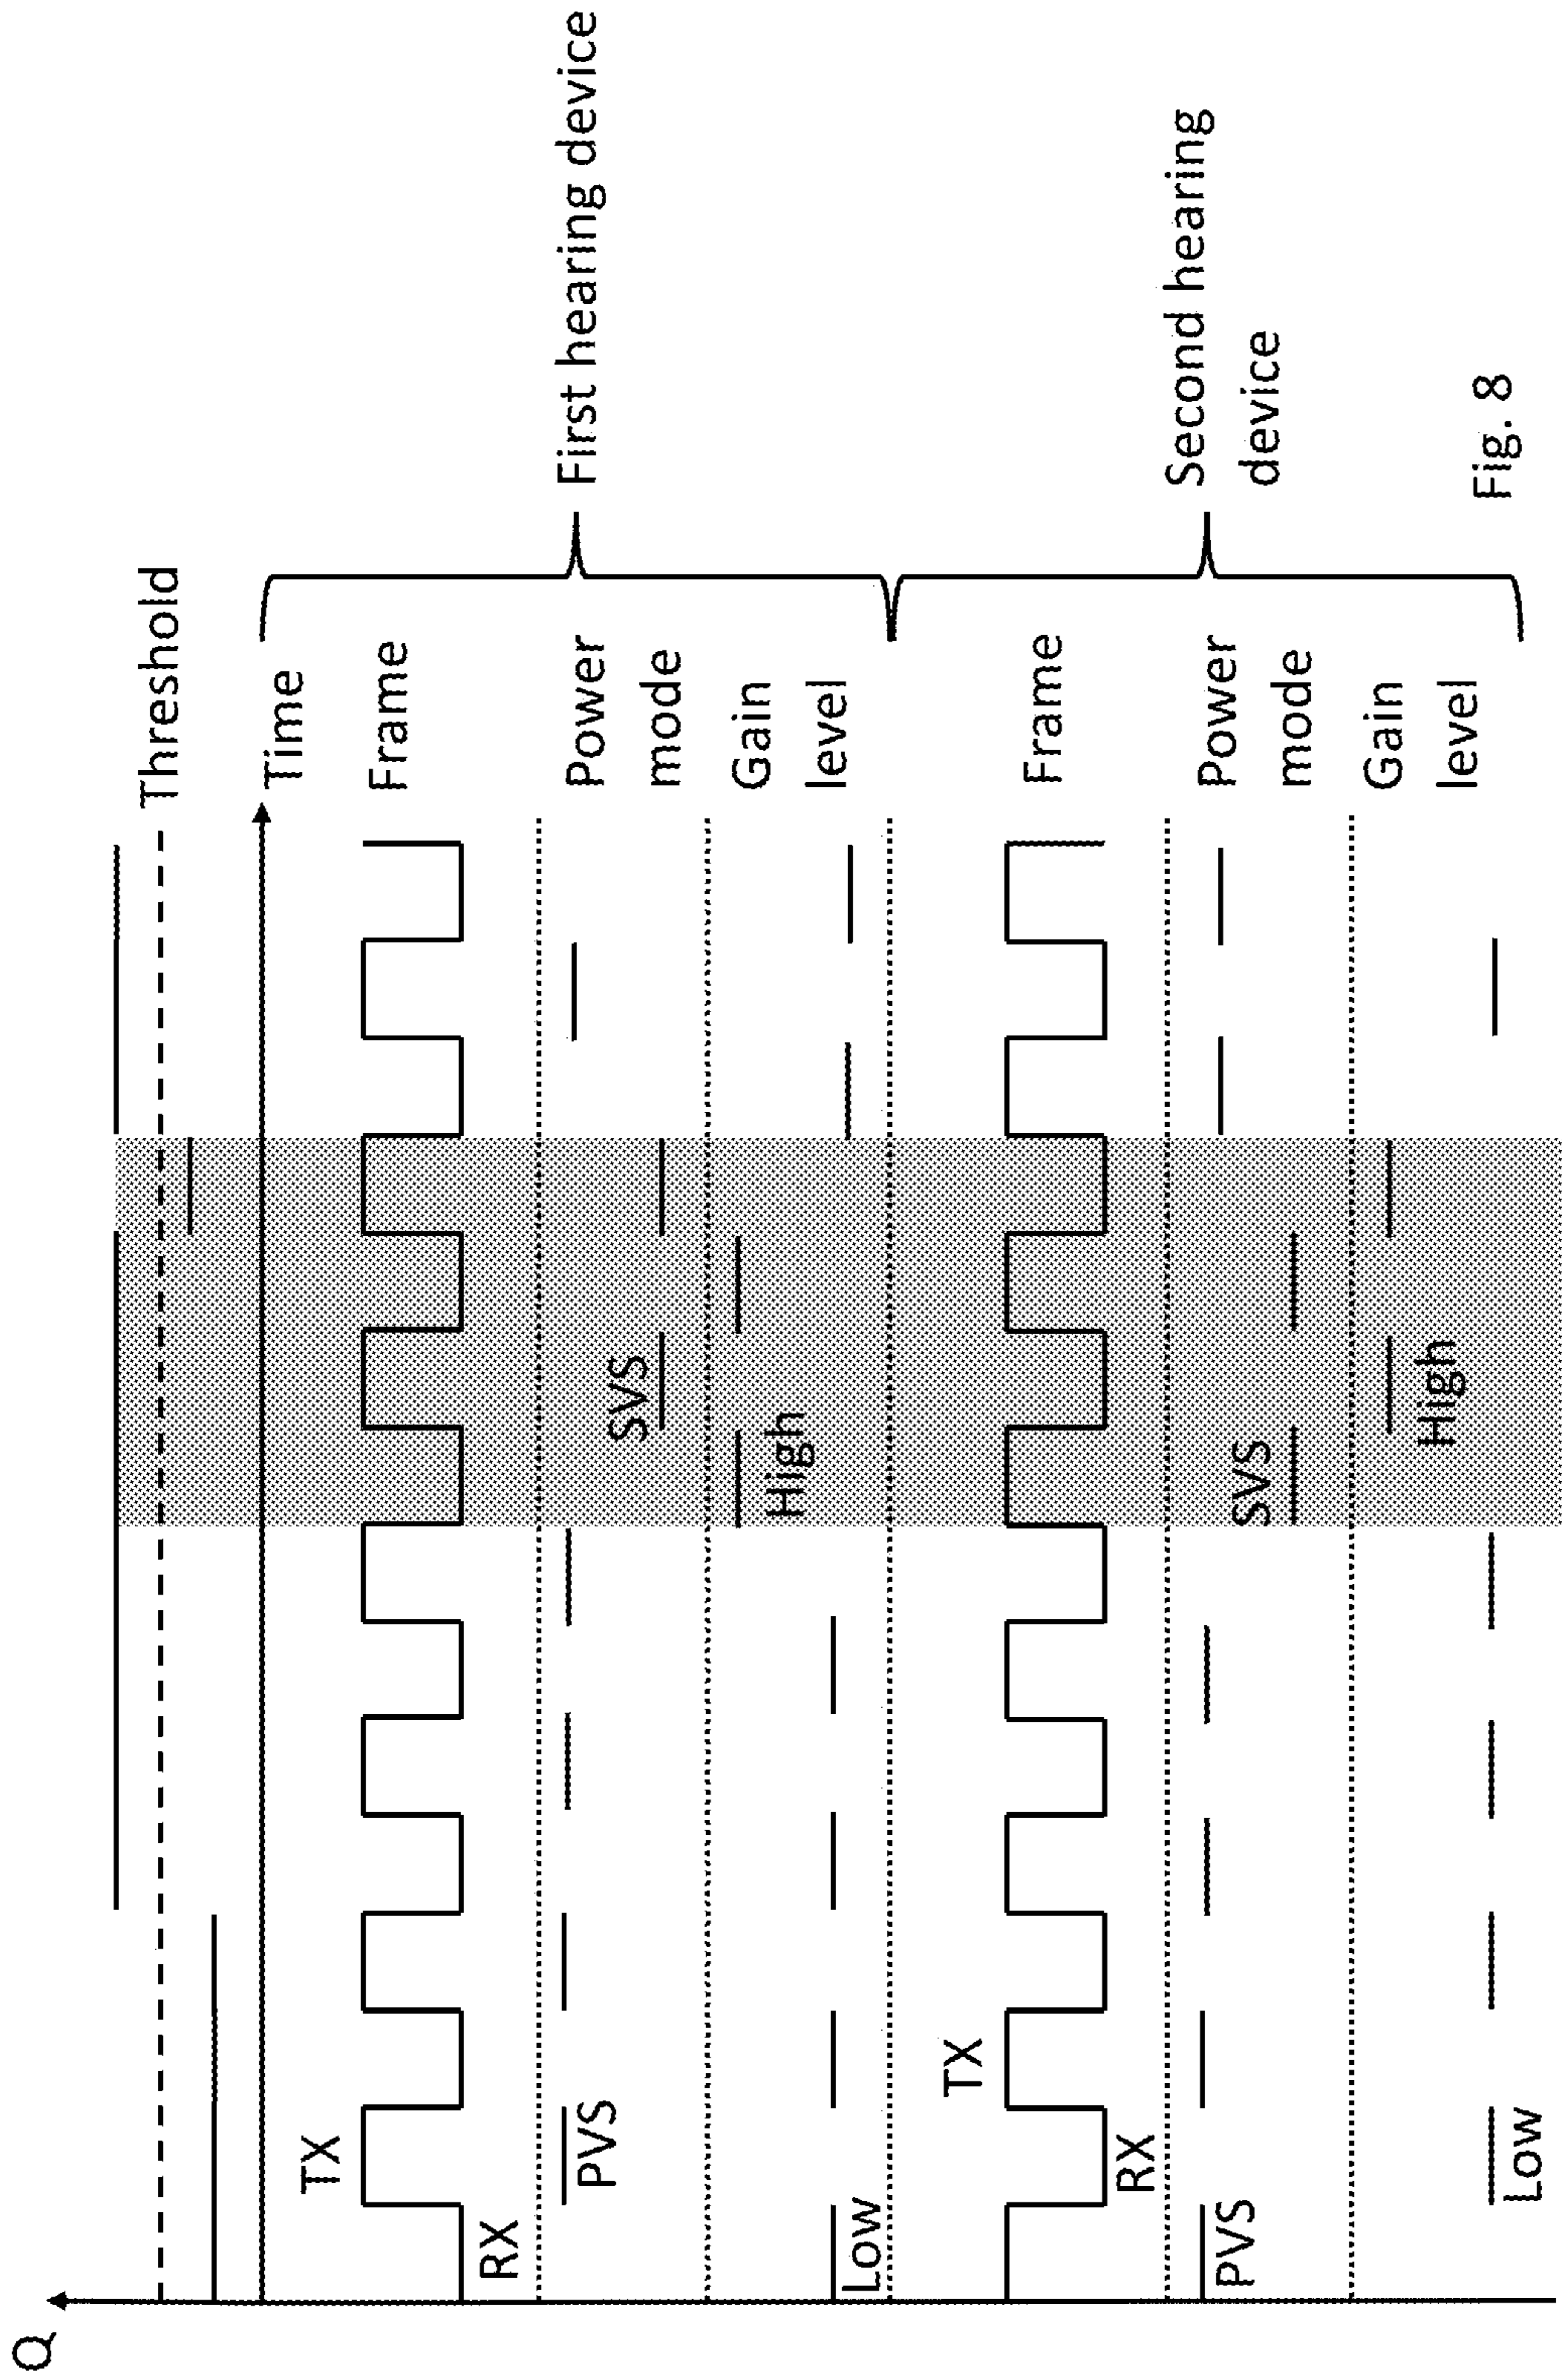 Q
Threshold
Time
TX
Frame
RX
PVS
SVS
Power
mode
High
Gain
Low
level
First hearing device
TX
Frame
RX
PVS
SVS
Power
mode
High
Gain
Low
level
Second hearing
device
Fig. 8